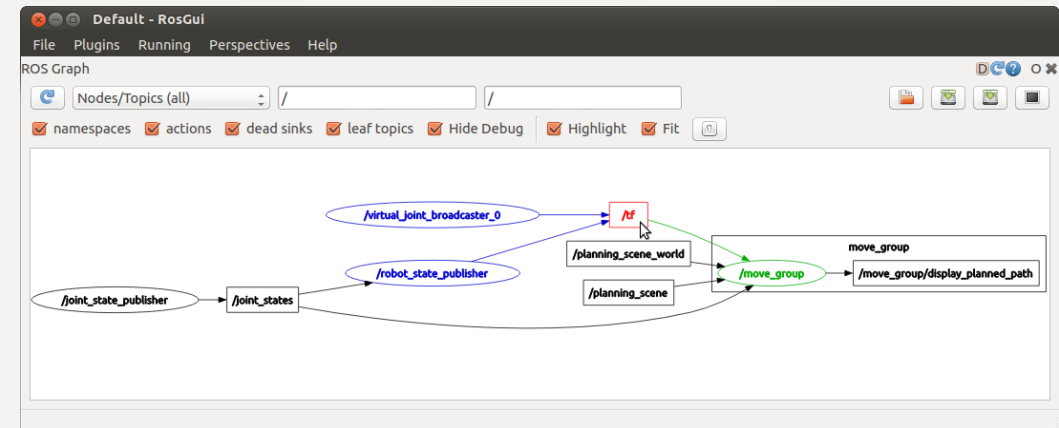 Default - RosGui
File Plugins Running Perspectives Help
ROS Graph
D ? O
Nodes/Topics (all) / /
namespaces actions dead sinks leaf topics Hide Debug Highlight Fit
/virtual_joint_broadcaster_0 /tf
/planning_scene_world move_group
/robot_state_publisher /move_group /move_group/display_planned_path
/planning_scene
/joint_state_publisher /joint_states